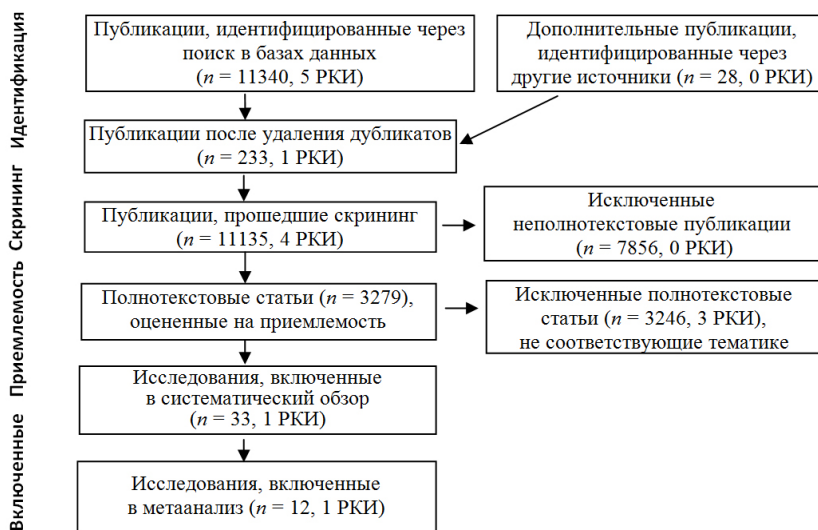 Публикации, идентифицированные через
поиск в базах данных
(n = 11340, 5 РКИ)
Дополнительные публикации,
идентифицированные через
другие источники (n = 28, 0 РКИ)
Идентификация
Публикации после удаления дубликатов
(n = 233, 1 РКИ)
Скрининг
Публикации, прошедшие скрининг
(n = 11135, 4 РКИ)
Исключенные
неполнотекстовые публикации
(n = 7856, 0 РКИ)
Приемлемость
Полнотекстовые статьи (n = 3279),
оцененные на приемлемость
Исключенные полнотекстовые
статьи (n = 3246, 3 РКИ),
не соответствующие тематике
Включенные
Исследования, включенные
в систематический обзор
(n = 33, 1 РКИ)
Исследования, включенные
в метаанализ (n = 12, 1 РКИ)